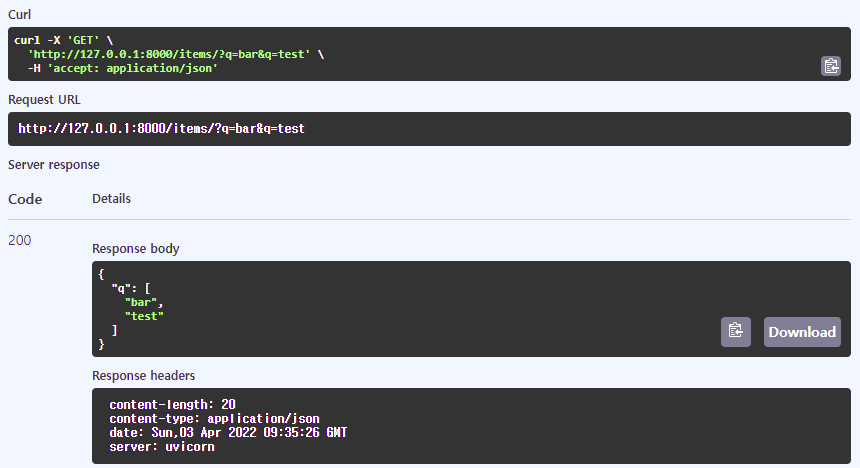 Curl
curl -X 'GET' \
'http://127.0.0.1:8000/items/?q=bar&q=test' \
-H 'accept: application/json'
Request URL
http://127.0.0.1:8000/items/?q=bar&q=test
Server response
Code Details
200
Response body
{
"q": [
"bar",
"test"
]
}
Download
Response headers
content-length: 20
content-type: application/json
date: Sun,03 Apr 2022 09:35:26 GMT
server: uvicorn